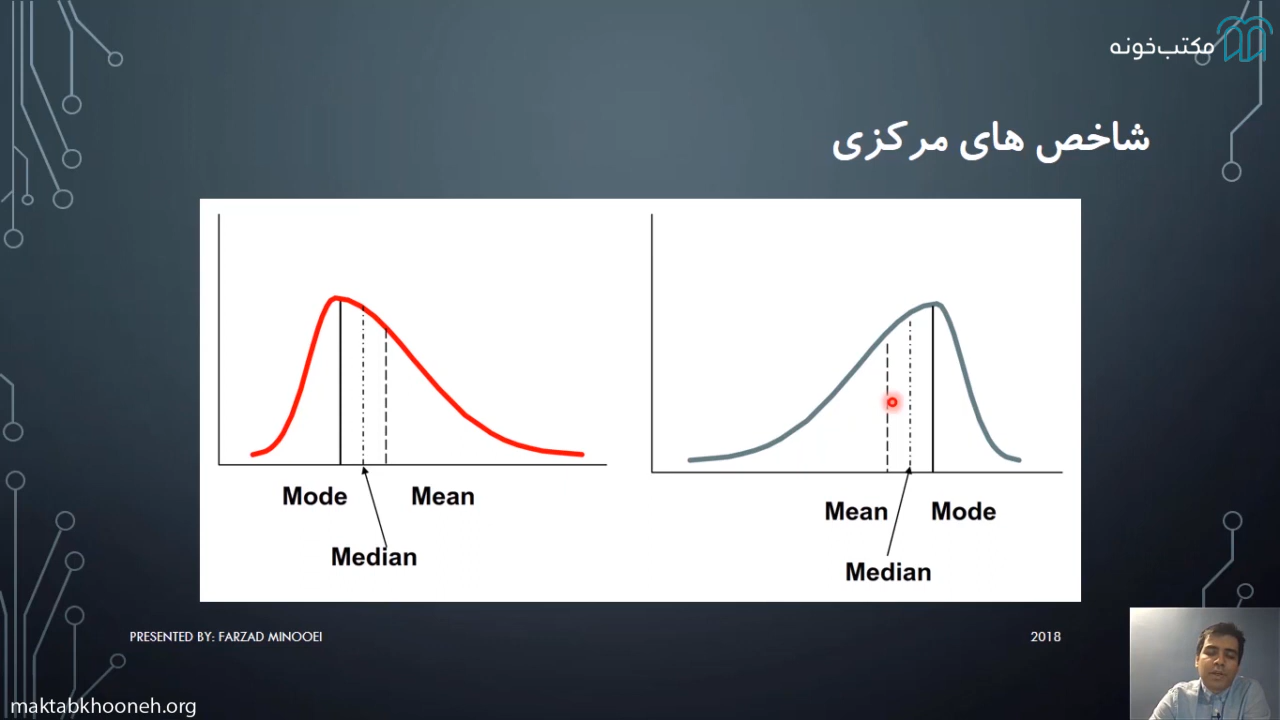 مکتب‌خونه
شاخص های مرکزی
Mode
Mean
Median
Mean
Mode
Median
PRESENTED BY: FARZAD MINOOEI
2018
maktabkhooneh.org